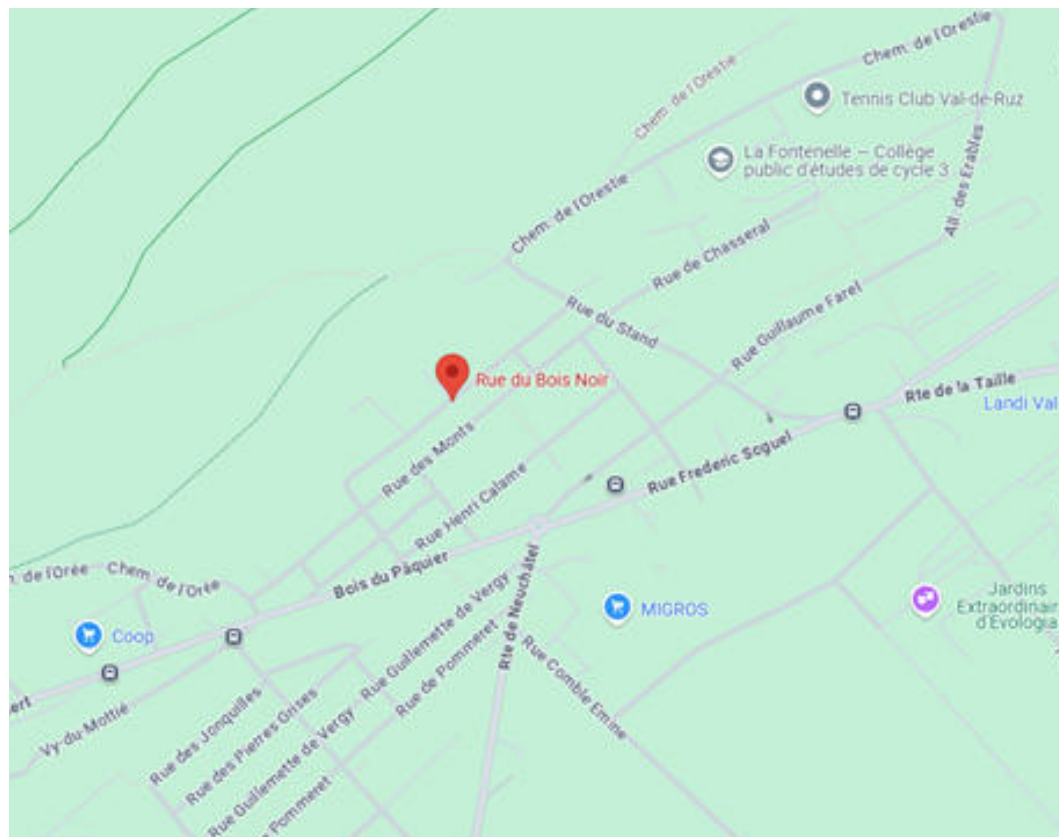 Chem. de l'Orestie
Chem. de l'Orestie
Tennis Club Val-de-Ruz
La Fontenelle – Collège
public d'études de cycle 3
All. des Erables
Chem. de l'Orestie
Rue de Chasseral
Rue du Stand
Rue Guillaume Farel
Rue du Bois Noir
Rte de la Taille
Landi Val
Rue des Monts
Rue Frederic Soguel
Rue Henri Calame
Bois du Pâquier
de l'Orée
Chem. de l'Orée
Rte de Neuchâtel
Rue Guillemette de Vergy
MIGROS
Jardins
Extraordinair
d'Evologia
Coop
Rue de Pommeret
Rue Comble Emine
ert
Vy-du-Mottié
Rue des Jonquilles
Rue des Pierres Grises
Rue Guillemette de Vergy
de Pommeret